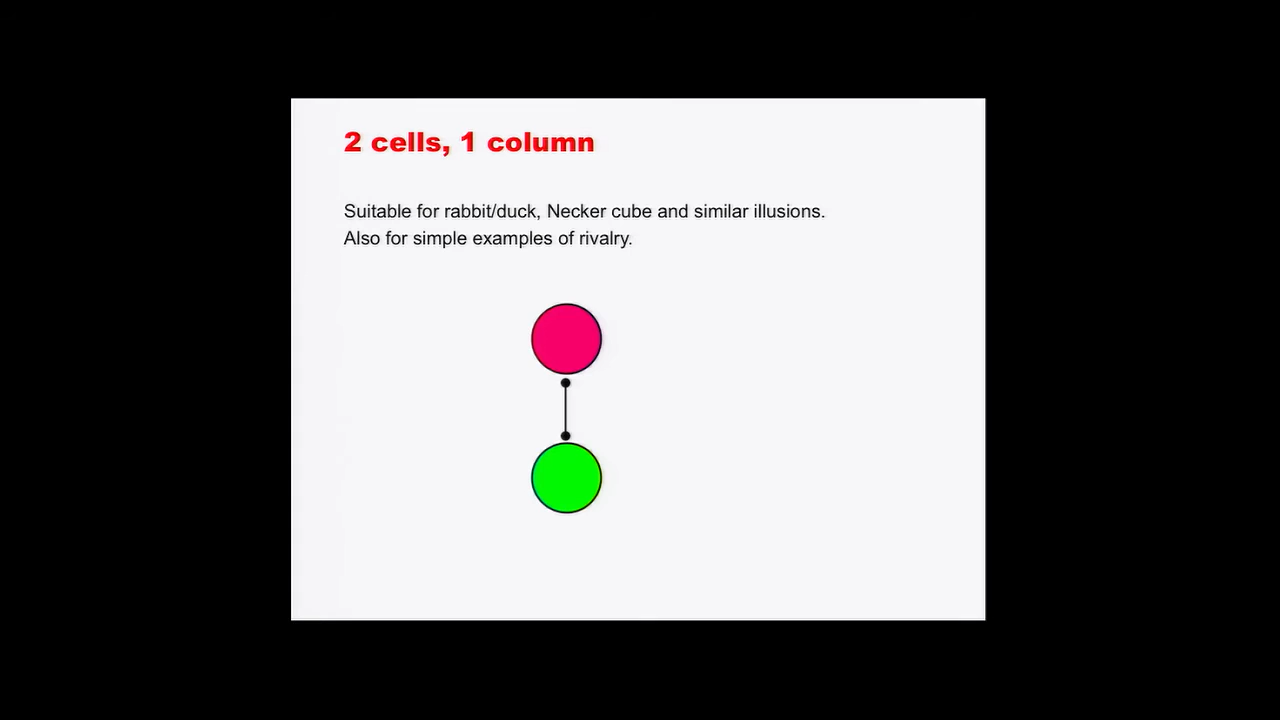 2 cells, 1 column
Suitable for rabbit/duck, Necker cube and similar illusions.
Also for simple examples of rivalry.